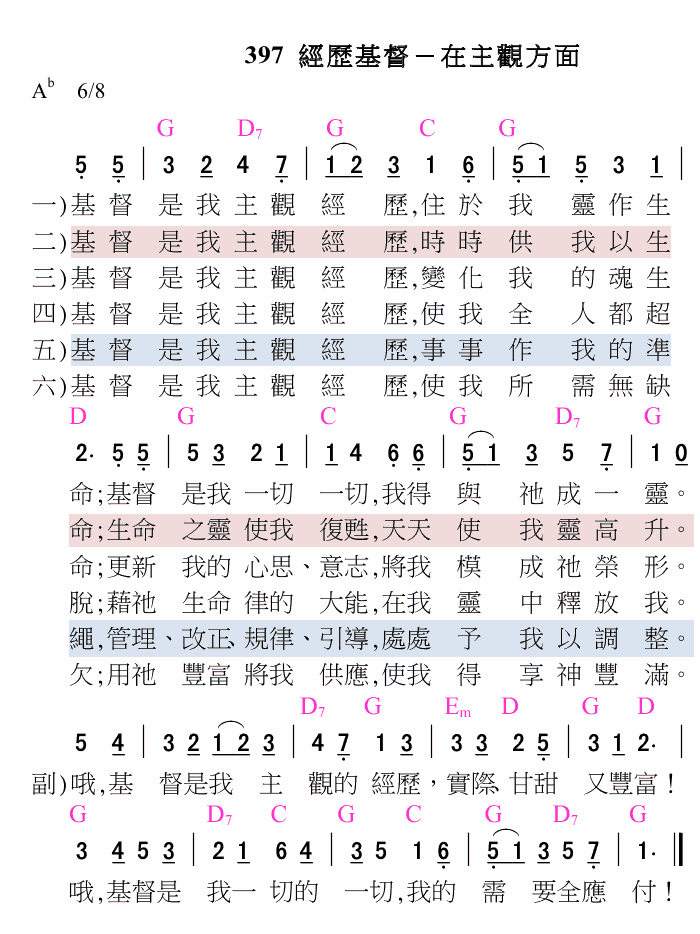 397 經歷基督－在主觀方面
A♭ 6/8
G D7 G C G
5 5 | 3 2 4 7 | 1 2 3 1 6 | 5 1 5 3 1 |
一)基督 是我主觀 經 歷,住於 我 靈作生
二)基督 是我主觀 經 歷,時時 供 我以生
三)基督 是我主觀 經 歷,變化 我 的魂生
四)基督 是我主觀 經 歷,使我 全 人都超
五)基督 是我主觀 經 歷,事事 作 我的準
六)基督 是我主觀 經 歷,使我 所 需無缺
D G C G D7 G
2· 5 5 | 5 3 2 1 | 1 4 6 6 | 5 1 3 5 7 | 1 0
命;基督 是我 一切 一切,我得 與 祂成一靈。
命;生命 之靈 使我 復甦,天天 使 我靈高升。
命;更新 我的 心思、意志,將我 模 成祂榮形。
脫;藉祂 生命 律的 大能,在我 靈 中釋放我。
繩,管理、改正、規律、引導,處處 予 我以調整。
欠;用祂 豐富 將我 供應,使我 得 享神豐滿。
D7 G Em D G D
5 4 | 3 2 1 2 3 | 4 7 1 3 | 3 3 2 5 | 3 1 2· |
副)哦,基 督是我 主 觀的 經歷，實際、甘甜 又豐富！
G D7 C G C G D7 G
3 4 5 3 | 2 1 6 4 | 3 5 1 6 | 5 1 3 5 7 | 1· ||
哦,基督是 我一 切的 一切,我的 需 要全應 付！